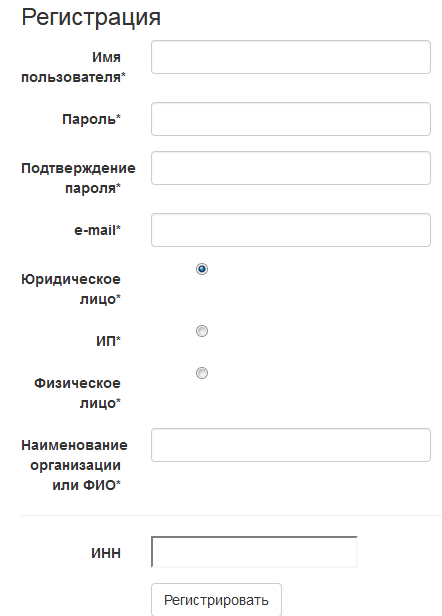 Регистрация
Имя
пользователя*
Пароль*
Подтверждение
пароля*
e-mail*
Юридическое
лицо*
ИП*
Физическое
лицо*
Наименование
организации
или ФИО*
ИНН
Регистрировать